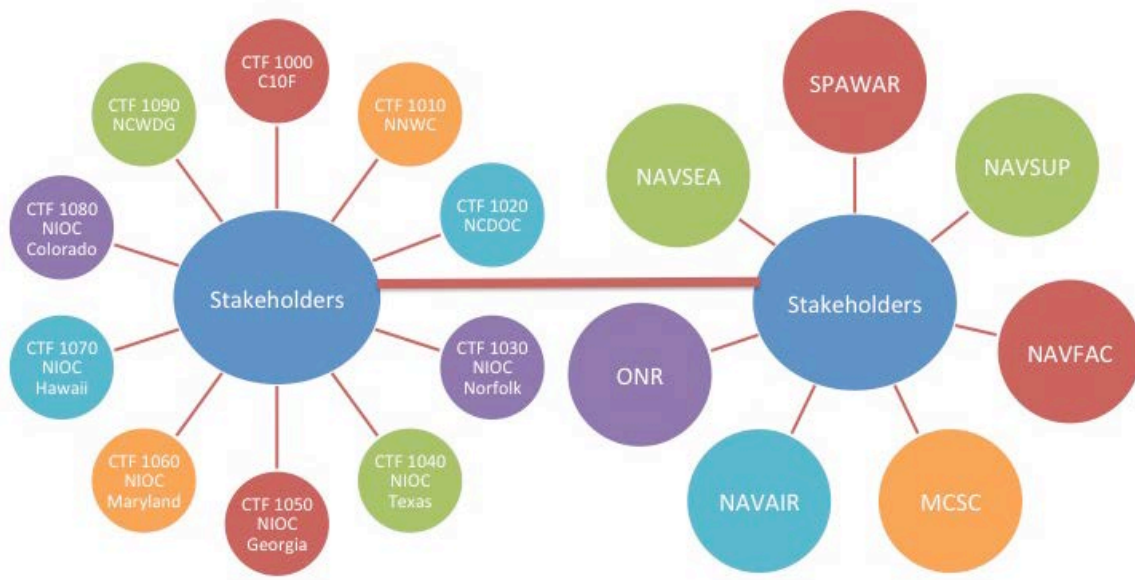 CTF 1000
C10F
CTF 1010
NNWC
CTF 1020
NCDOC
CTF 1030
NIOC
Norfolk
CTF 1040
NIOC
Texas
CTF 1050
NIOC
Georgia
CTF 1060
NIOC
Maryland
CTF 1070
NIOC
Hawaii
CTF 1080
NIOC
Colorado
CTF 1090
NCWDG
Stakeholders
SPAWAR
NAVSUP
NAVFAC
MCSC
NAVAIR
ONR
NAVSEA
Stakeholders